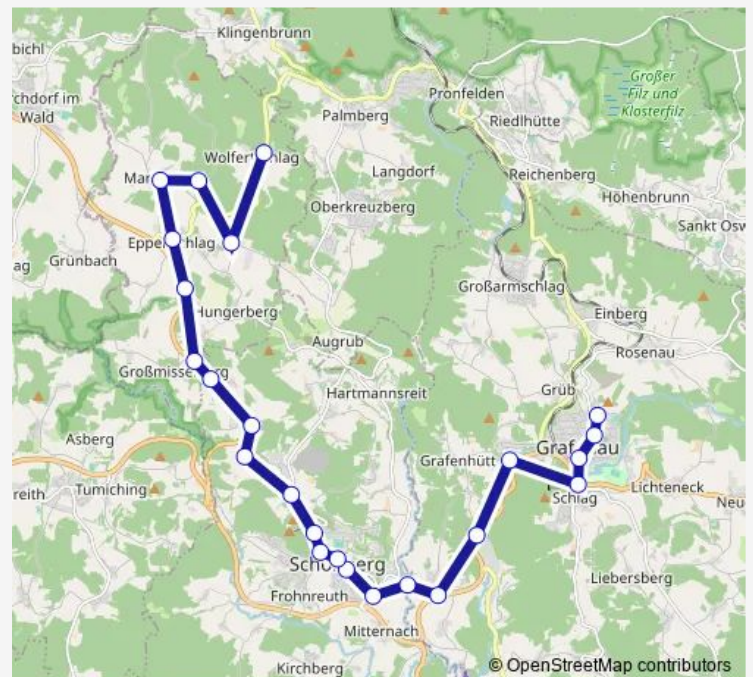 Klingenbrunn
bichl
Pronfelden
Großer
Filz und
Klosterfilz
chdorf im
Wald
Palmberg
Riedlhütte
Langdorf
Reichenberg
Oberkreuzberg
Höhenbrunn
Sankt Osw
ag
Grünbach
Großarmschlag
Hungerberg
Einberg
Augrub
Rosenau
Hartmannsreit
Grüb
Asberg
Grafenhütt
reith
Tumiching
Schlag
Lichteneck
Neu
Frohnreuth
Liebersberg
Mitternach
Kirchberg
© OpenStreetMap contributors